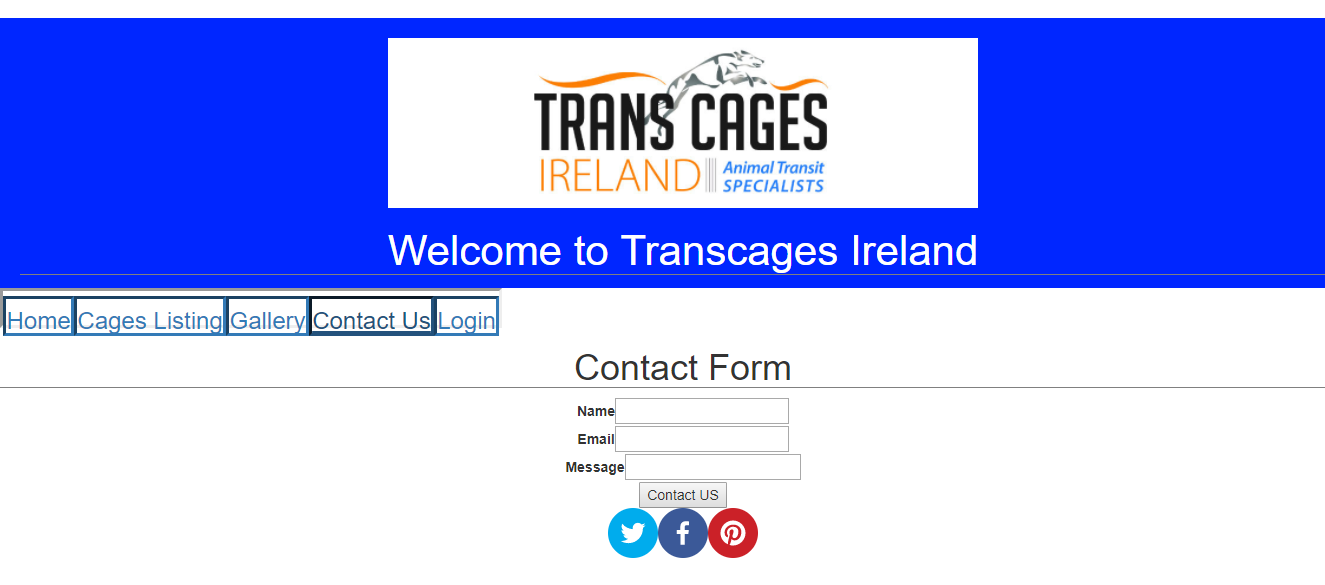 TRANS CAGES
IRELAND Animal Transit
SPECIALISTS
Welcome to Transcages Ireland
Home Cages Listing Gallery Contact Us Login
Contact Form
Name
Email
Message
Contact US